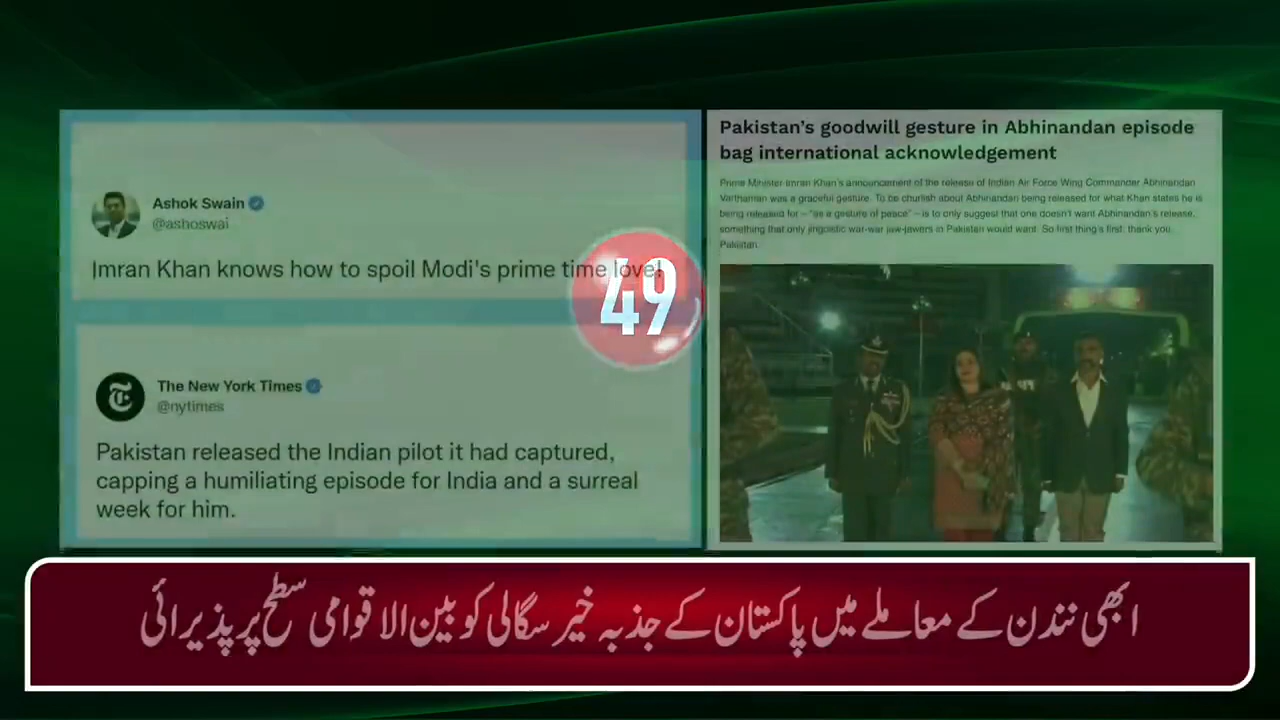 Ashok Swain
@ashoswai
Imran Khan knows how to spoil Modi's prime time love!
49
The New York Times
@nytimes
Pakistan released the Indian pilot it had captured,
capping a humiliating episode for India and a surreal
week for him.
Pakistan's goodwill gesture in Abhinandan episode
bag international acknowledgement
Prime Minister Imran Khan's announcement of the release of Indian Air Force Wing Commander Abhinandan
Varthaman was a graceful gesture. To be churlish about Abhinandan being released for what Khan states he is
being released for – "as a gesture of peace" – is to only suggest that one doesn't want Abhinandan's release,
something that only jingoistic war-war jaw-jawers in Pakistan would want. So first thing's first: thank you,
Pakistan.
ابھی نندن کے معاملے میں پاکستان کے جذبہ خیر سگالی کو بین الاقوامی سطح پر پذیرائی